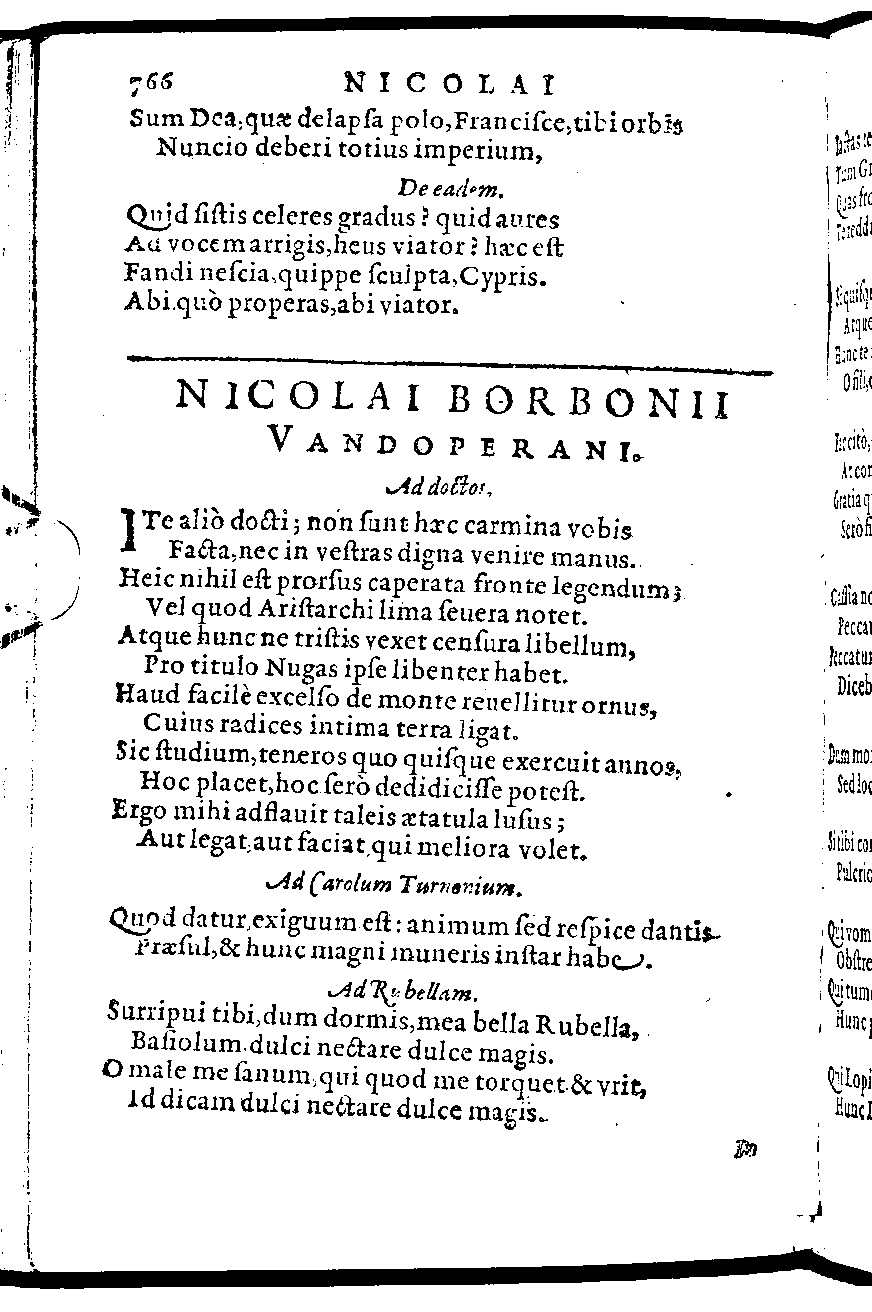 766 NICOLAI
Sum Dea, quæ delapſa polo, Franciſce, tibi orbis
Nuncio deberi totius imperium,
De eadem.
Quid ſiſtis celeres gradus? quid aures
Ad vocem arrigis, heus viator? hæc eſt
Fandi neſcia, quippe ſculpta, Cypris.
Abi. quò properas, abi viator.
NICOLAI BORBONII
VANDOPERANI.
Ad doctos,
ITe aliò docti; non ſunt hæc carmina vobis
Facta, nec in veſtras digna venire manus.
Heic nihil eſt prorſus caperata fronte legendum;
Vel quod Ariſtarchi lima ſeuera notet.
Atque hunc ne triſtis vexet cenſura libellum,
Pro titulo Nugas ipſe libenter habet.
Haud facilè excelſo de monte reuellitur ornus,
Cuius radices intima terra ligat.
Sic ſtudium, teneros quo quiſque exercuit annos,
Hoc placet, hoc ſerò dedidiciſſe poteſt.
Ergo mihi adflauit taleis ætatula luſus;
Aut legat, aut faciat, qui meliora volet.
Ad Carolum Turnonium.
Quod datur, exiguum eſt: animum ſed reſpice dantis
Præſul, & hunc magni muneris inſtar habe.
Ad Rubellam.
Surripui tibi, dum dormis, mea bella Rubella,
Baſiolum dulci nectare dulce magis.
O male me ſanum, qui quod me torquet & vrit,
Id dicam dulci nectare dulce magis.